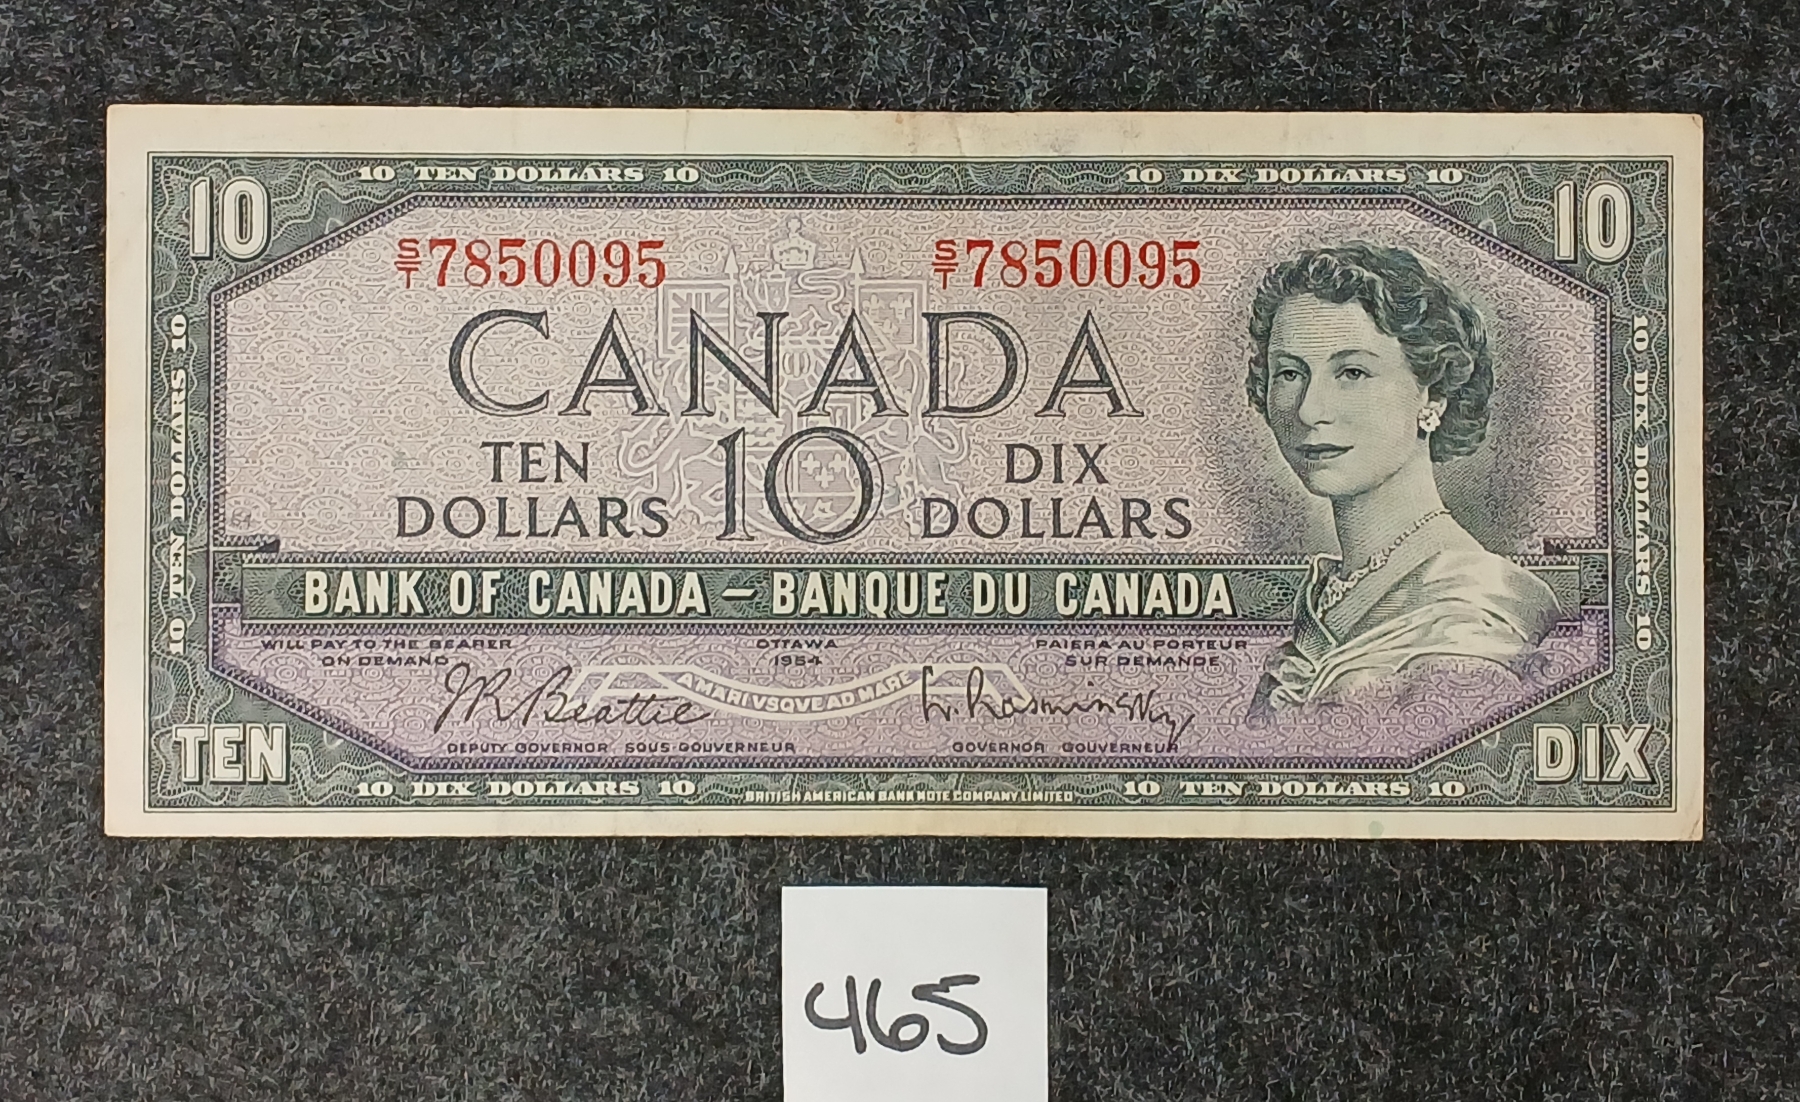 10 TEN DOLLARS 10
10 DIX DOLLARS 10
10
10
S/T 7850095
S/T 7850095
CANADA
TEN DOLLARS
10
DIX DOLLARS
10 TEN DOLLARS 10
10 DIX DOLLARS 10
BANK OF CANADA – BANQUE DU CANADA
WILL PAY TO THE BEARER
ON DEMAND
OTTAWA
1954
PAIERA AU PORTEUR
SUR DEMANDE
A MARI VSQVE AD MARE
JR Beattie
L. Rasminsky
DEPUTY GOVERNOR SOUS-GOUVERNEUR
GOVERNOR GOUVERNEUR
TEN
DIX
10 DIX DOLLARS 10
BRITISH AMERICAN BANK NOTE COMPANY LIMITED
10 TEN DOLLARS 10
465